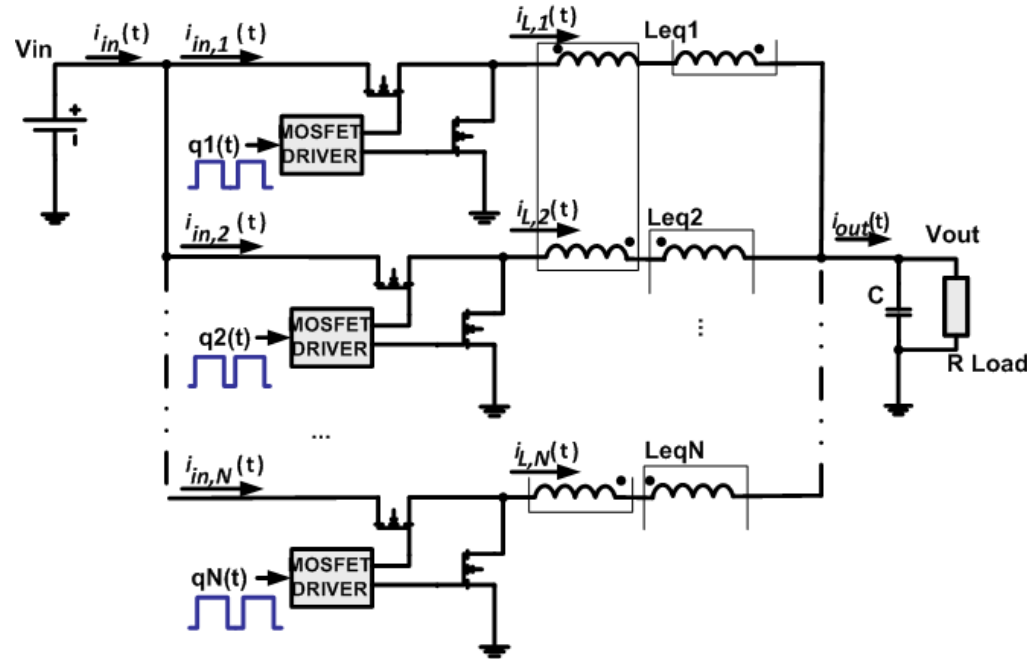 Vin
i_in(t)
i_in,1(t)
i_L,1(t)
Leq1
+
-
q1(t)
MOSFET
DRIVER
i_in,2(t)
i_L,2(t)
Leq2
i_out(t)
Vout
C
R Load
q2(t)
MOSFET
DRIVER
...
...
i_in,N(t)
i_L,N(t)
LeqN
qN(t)
MOSFET
DRIVER